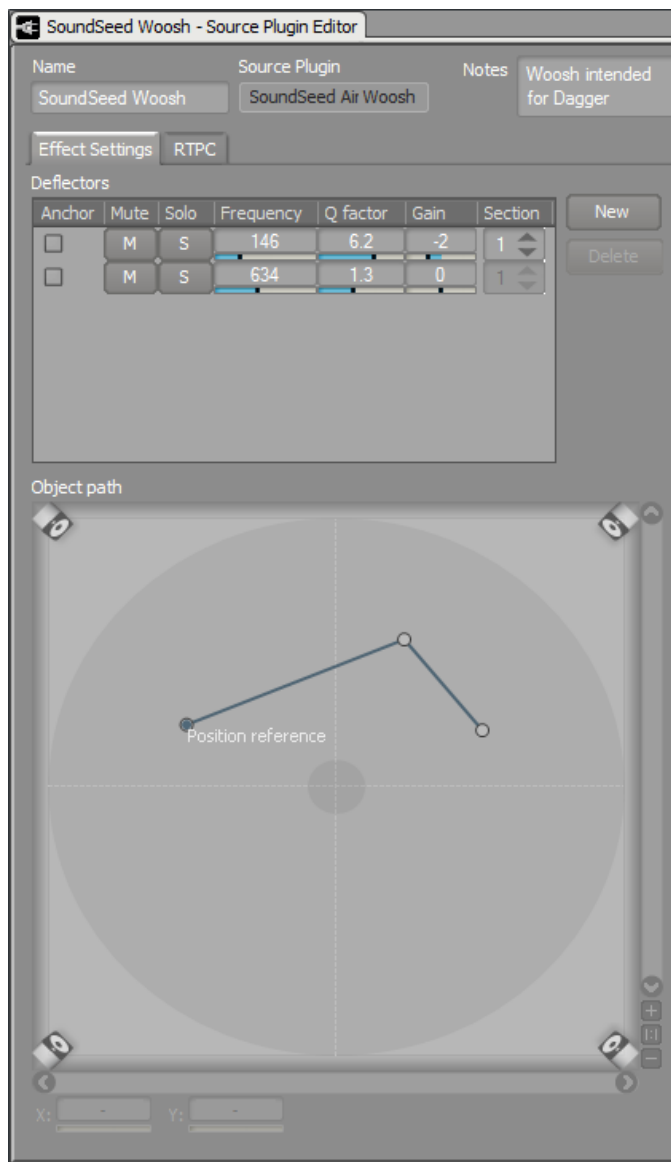 SoundSeed Woosh - Source Plugin Editor
Name Source Plugin Notes
SoundSeed Woosh SoundSeed Air Woosh Woosh intended
for Dagger
Effect Settings RTPC
Deflectors
Anchor Mute Solo Frequency Q factor Gain Section New
M S 146 6.2 -2 1
Delete
M S 634 1.3 0 1
Object path
Position reference
1:1
X: - Y: -